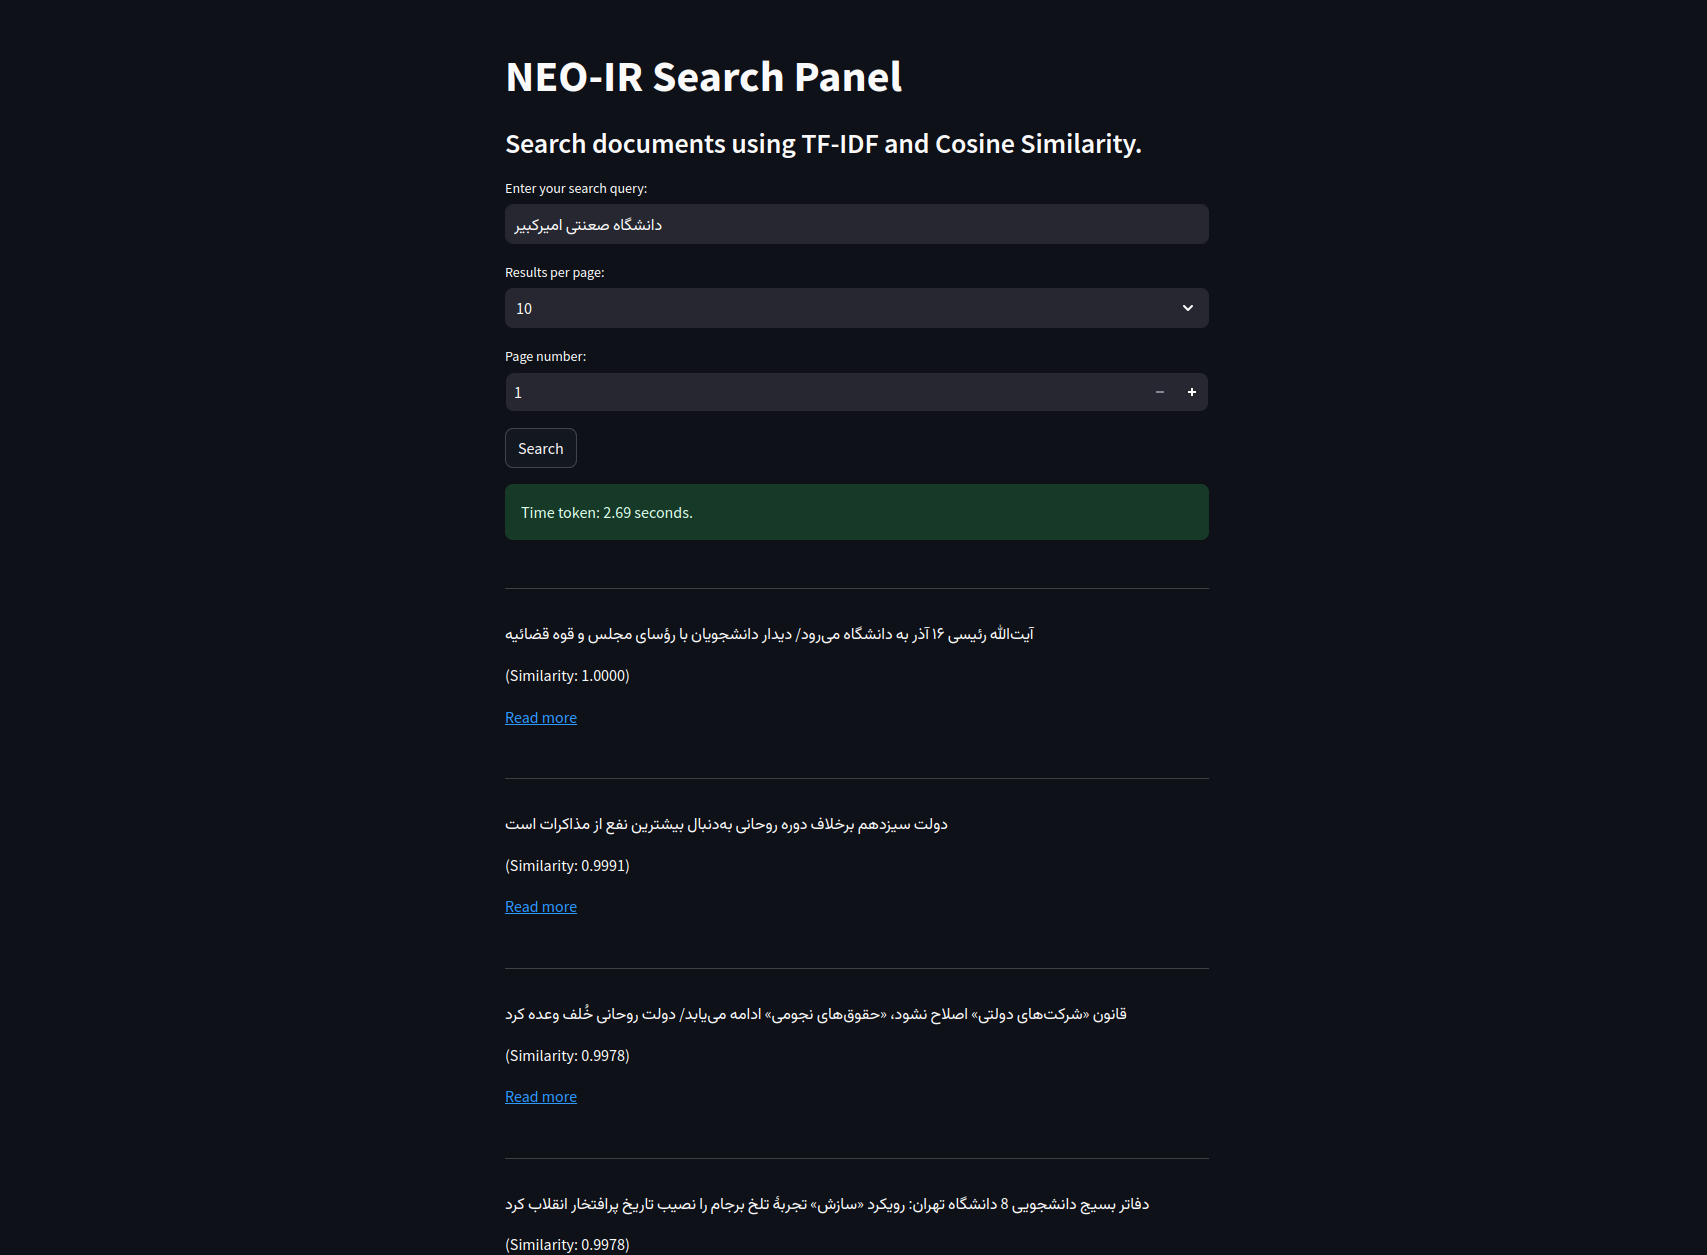 NEO-IR Search Panel
Search documents using TF-IDF and Cosine Similarity.
Enter your search query:
دانشگاه صعنتی امیرکبیر
Results per page:
10
Page number:
1
Search
Time token: 2.69 seconds.
آیت‌الله رئیسی ۱۶ آذر به دانشگاه می‌رود/ دیدار دانشجویان با رؤسای مجلس و قوه قضائیه
(Similarity: 1.0000)
Read more
دولت سیزدهم برخلاف دوره روحانی به‌دنبال بیشترین نفع از مذاکرات است
(Similarity: 0.9991)
Read more
قانون «شرکت‌های دولتی» اصلاح نشود، «حقوق‌های نجومی» ادامه می‌یابد/ دولت روحانی خُلف وعده کرد
(Similarity: 0.9978)
Read more
دفاتر بسیج دانشجویی 8 دانشگاه تهران: رویکرد «سازش» تجربهٔ تلخ برجام را نصیب تاریخ پرافتخار انقلاب کرد
(Similarity: 0.9978)